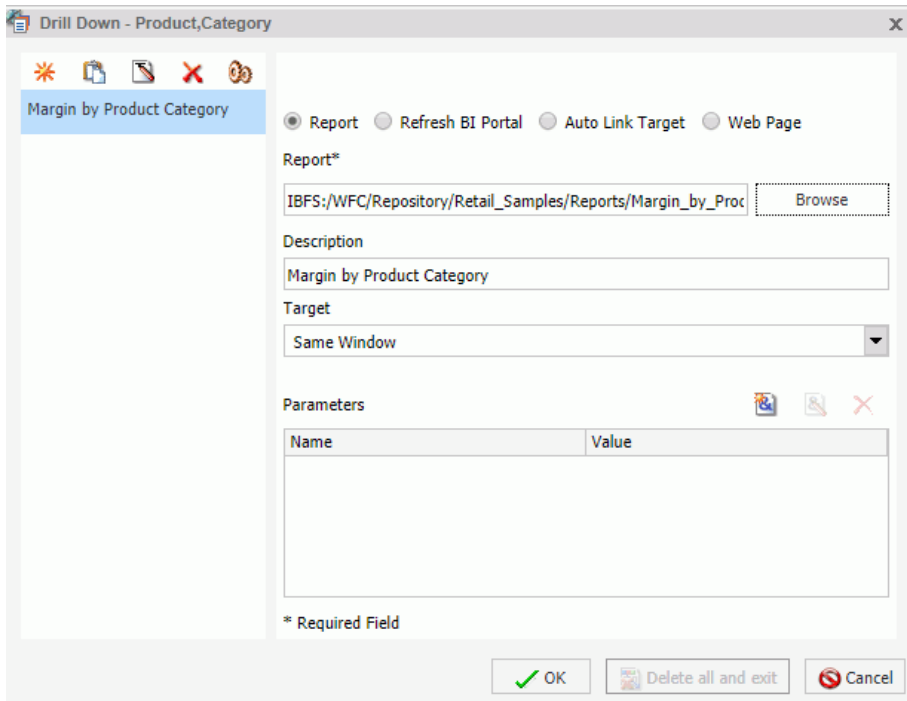 Drill Down - Product,Category
Margin by Product Category
Report Refresh BI Portal Auto Link Target Web Page
Report*
IBFS:/WFC/Repository/Retail_Samples/Reports/Margin_by_Proc Browse
Description
Margin by Product Category
Target
Same Window
Parameters
Name Value
* Required Field
OK Delete all and exit Cancel